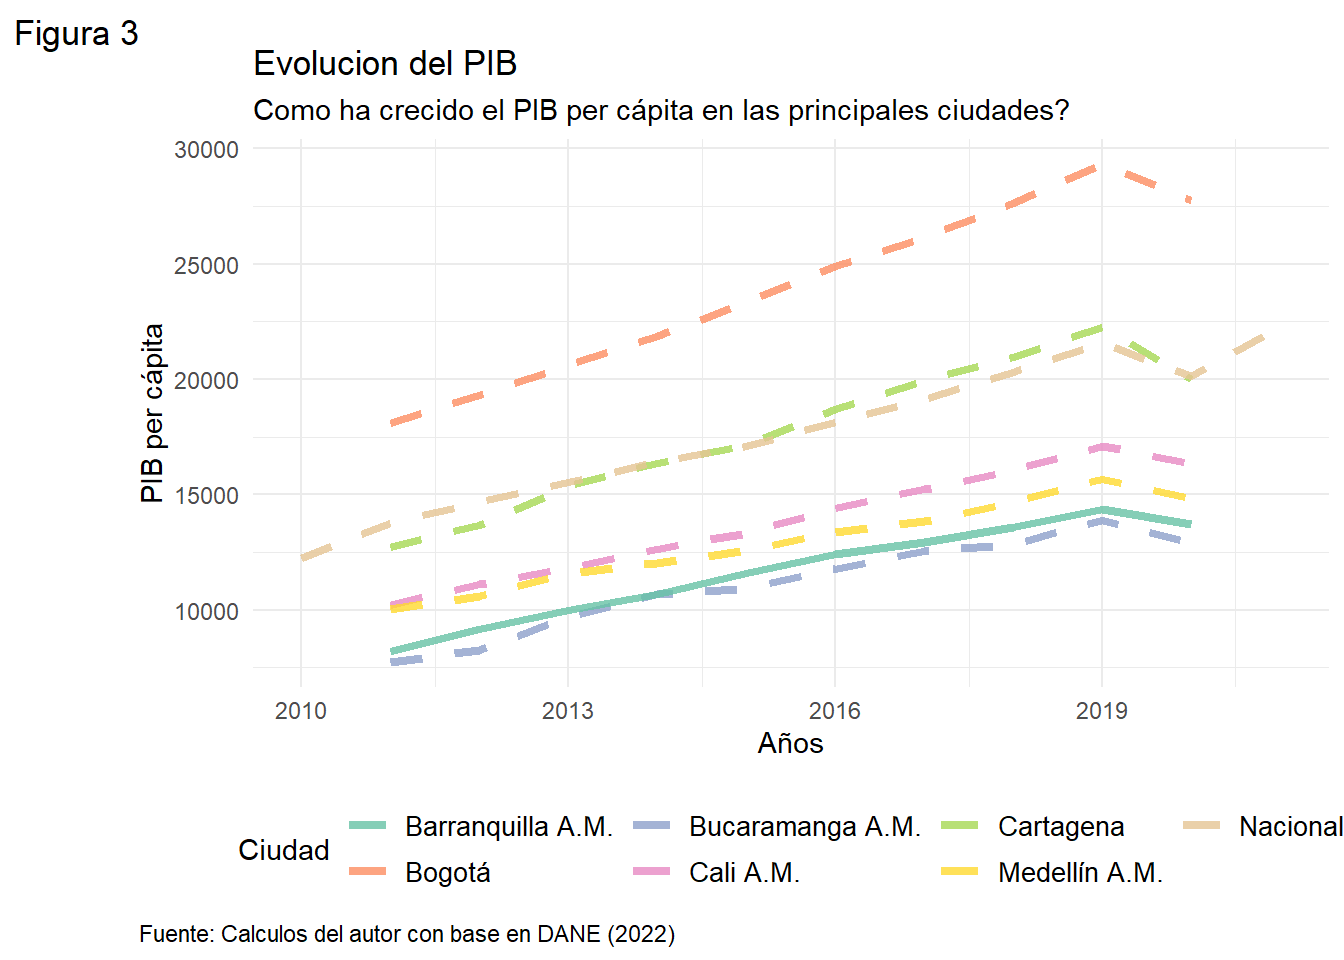 Figura 3
Evolucion del PIB
Como ha crecido el PIB per cápita en las principales ciudades?
30000
25000
20000
15000
10000
PIB per cápita
2010 2013 2016 2019
Años
Ciudad
Barranquilla A.M. Bucaramanga A.M. Cartagena Nacional
Bogotá Cali A.M. Medellín A.M.
Fuente: Calculos del autor con base en DANE (2022)